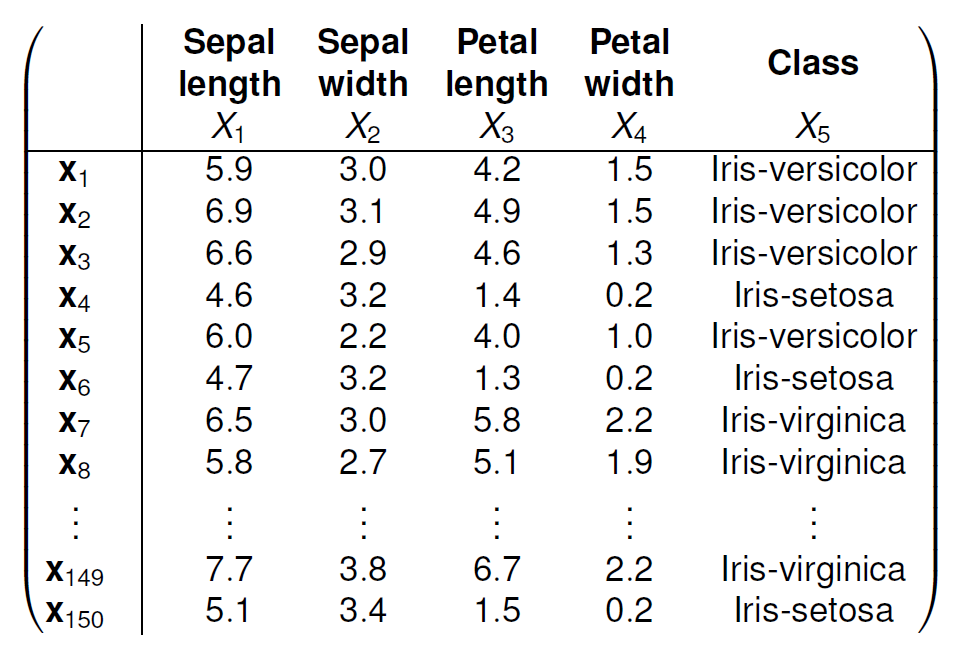 Sepal Sepal Petal Petal Class
length width length width
X1 X2 X3 X4 X5
x1 5.9 3.0 4.2 1.5 Iris-versicolor
x2 6.9 3.1 4.9 1.5 Iris-versicolor
x3 6.6 2.9 4.6 1.3 Iris-versicolor
x4 4.6 3.2 1.4 0.2 Iris-setosa
x5 6.0 2.2 4.0 1.0 Iris-versicolor
x6 4.7 3.2 1.3 0.2 Iris-setosa
x7 6.5 3.0 5.8 2.2 Iris-virginica
x8 5.8 2.7 5.1 1.9 Iris-virginica
⋮ ⋮ ⋮ ⋮ ⋮ ⋮
x149 7.7 3.8 6.7 2.2 Iris-virginica
x150 5.1 3.4 1.5 0.2 Iris-setosa